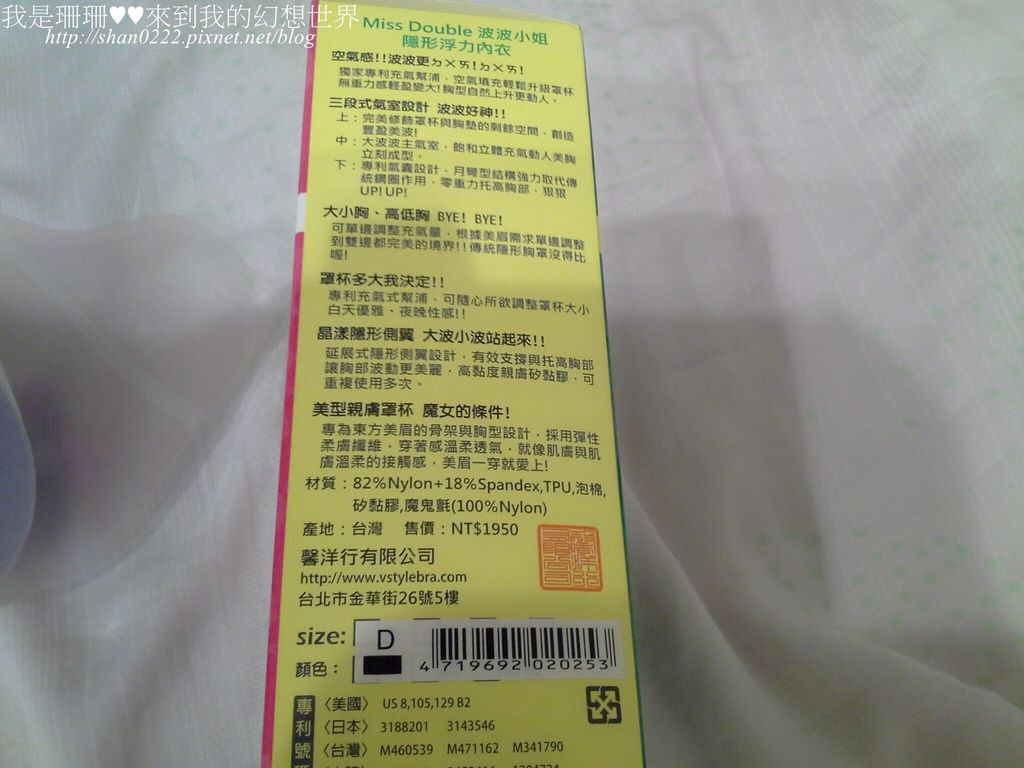 我是珊珊♥♥來到我的幻想世界
http://shan0222.pixnet.net/blog
Miss Double 波波小姐
隱形浮力內衣
空氣感!!波波更ㄉㄨㄞ!ㄉㄨㄞ!
獨家專利充氣幫浦，空氣填充輕鬆升級罩杯
無重力感輕盈變大!胸型自然上升更動人。
三段式氣室設計 波波好神!!
上：完美修飾罩杯與胸墊的剩餘空間，創造
豐盈美波!
中：大波波主氣室，飽和立體充氣動人美胸
立刻成型。
下：專利氣囊設計，月彎型結構強力取代傳
統鋼圈作用，零重力托高胸部，狠狠
UP! UP!
大小胸、高低胸 BYE! BYE!
可單邊調整充氣量，根據美眉需求單邊調整
到雙邊都完美的境界!!傳統隱形胸罩沒得比
喔!
罩杯多大我決定!!
專利充氣式幫浦，可隨心所欲調整罩杯大小
白天優雅、夜晚性感!!
晶漾隱形側翼 大波小波站起來!!
延展式隱形側翼設計，有效支撐與托高胸部
讓胸部波動更美麗，高黏度親膚矽黏膠，可
重複使用多次。
美型親膚罩杯 魔女的條件!
專為東方美眉的骨架與胸型設計，採用彈性
柔膚纖維，穿著感溫柔透氣，就像肌膚與肌
膚溫柔的接觸感，美眉一穿就愛上!
材質：82%Nylon+18%Spandex,TPU,泡棉,
矽黏膠,魔鬼氈(100%Nylon)
產地：台灣 售價：NT$1950
馨洋行有限公司
http://www.vstylebra.com
台北市金華街26號5樓
size: D
4 719692 020253
顏色：
專利號
〈美國〉 US 8,105,129 B2
〈日本〉 3188201 3143546
〈台灣〉 M460539 M471162 M341790